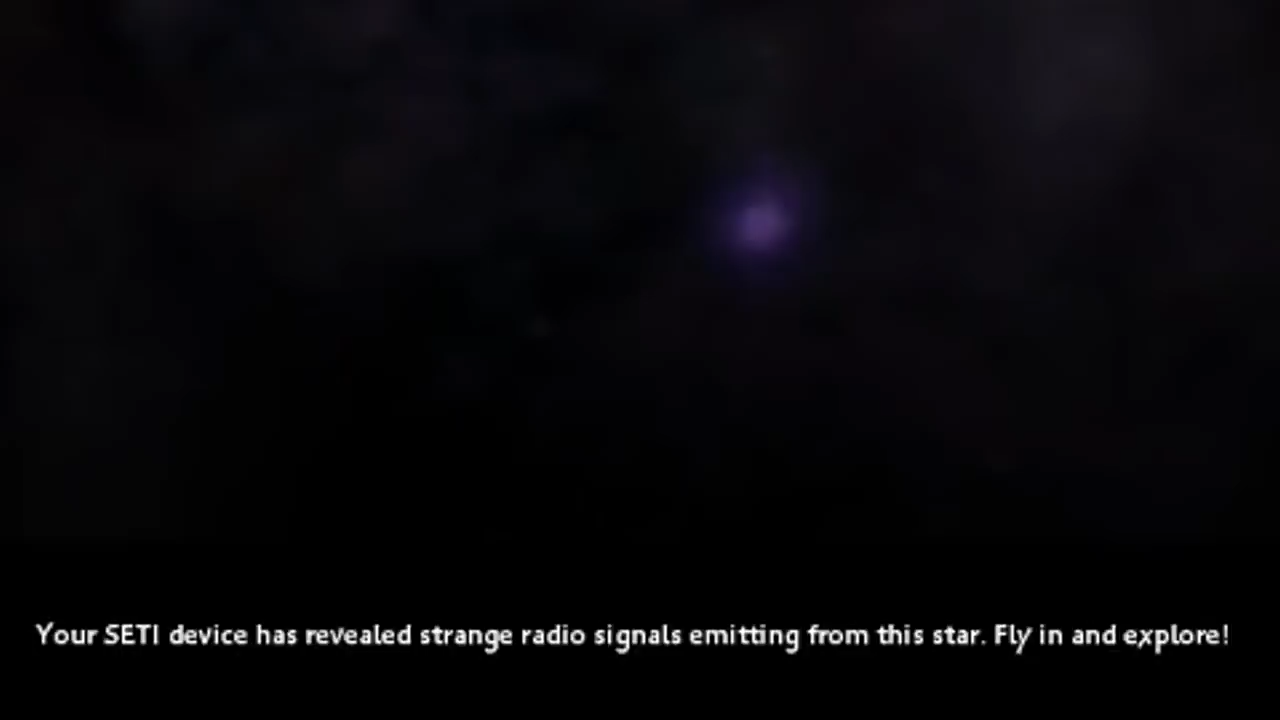 Your SETI device has revealed strange radio signals emitting from this star. Fly in and explore!